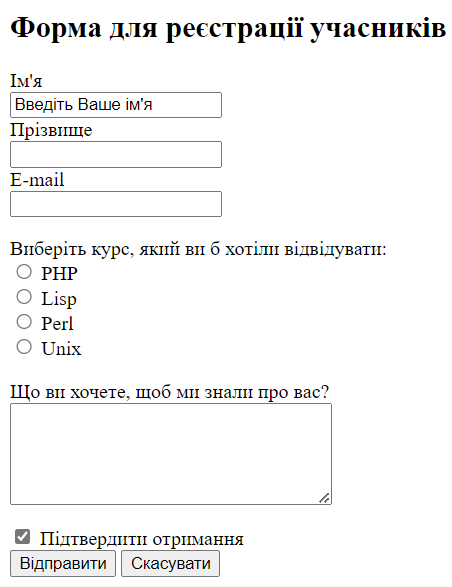 Форма для реєстрації учасників
Ім'я
Введіть Ваше ім'я
Прізвище
E-mail
Виберіть курс, який ви б хотіли відвідувати:
PHP
Lisp
Perl
Unix
Що ви хочете, щоб ми знали про вас?
Підтвердити отримання
Відправити Скасувати